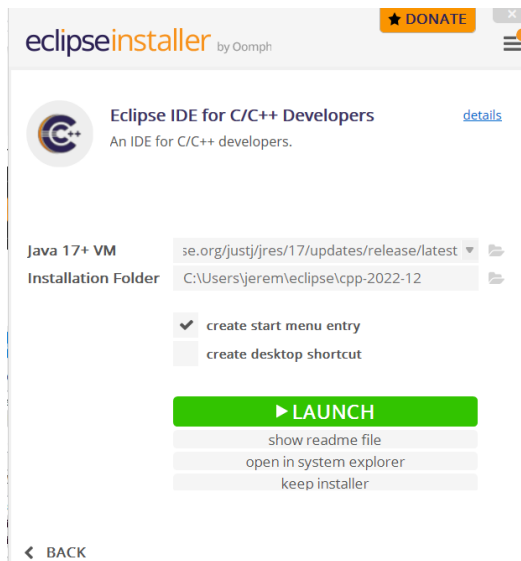 ★ DONATE
eclipseinstaller by Oomph
Eclipse IDE for C/C++ Developers
details
An IDE for C/C++ developers.
Java 17+ VM se.org/justj/jres/17/updates/release/latest
Installation Folder C:\Users\jerem\eclipse\cpp-2022-12
create start menu entry
create desktop shortcut
LAUNCH
show readme file
open in system explorer
keep installer
BACK